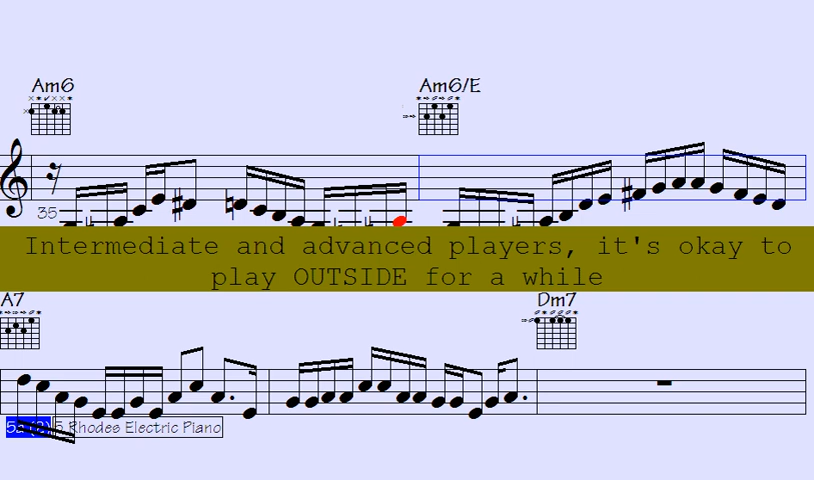 Am6 Am6/E
35
Intermediate and advanced players, it's okay to
play OUTSIDE for a while
A7 Dm7
5 Rhodes Electric Piano